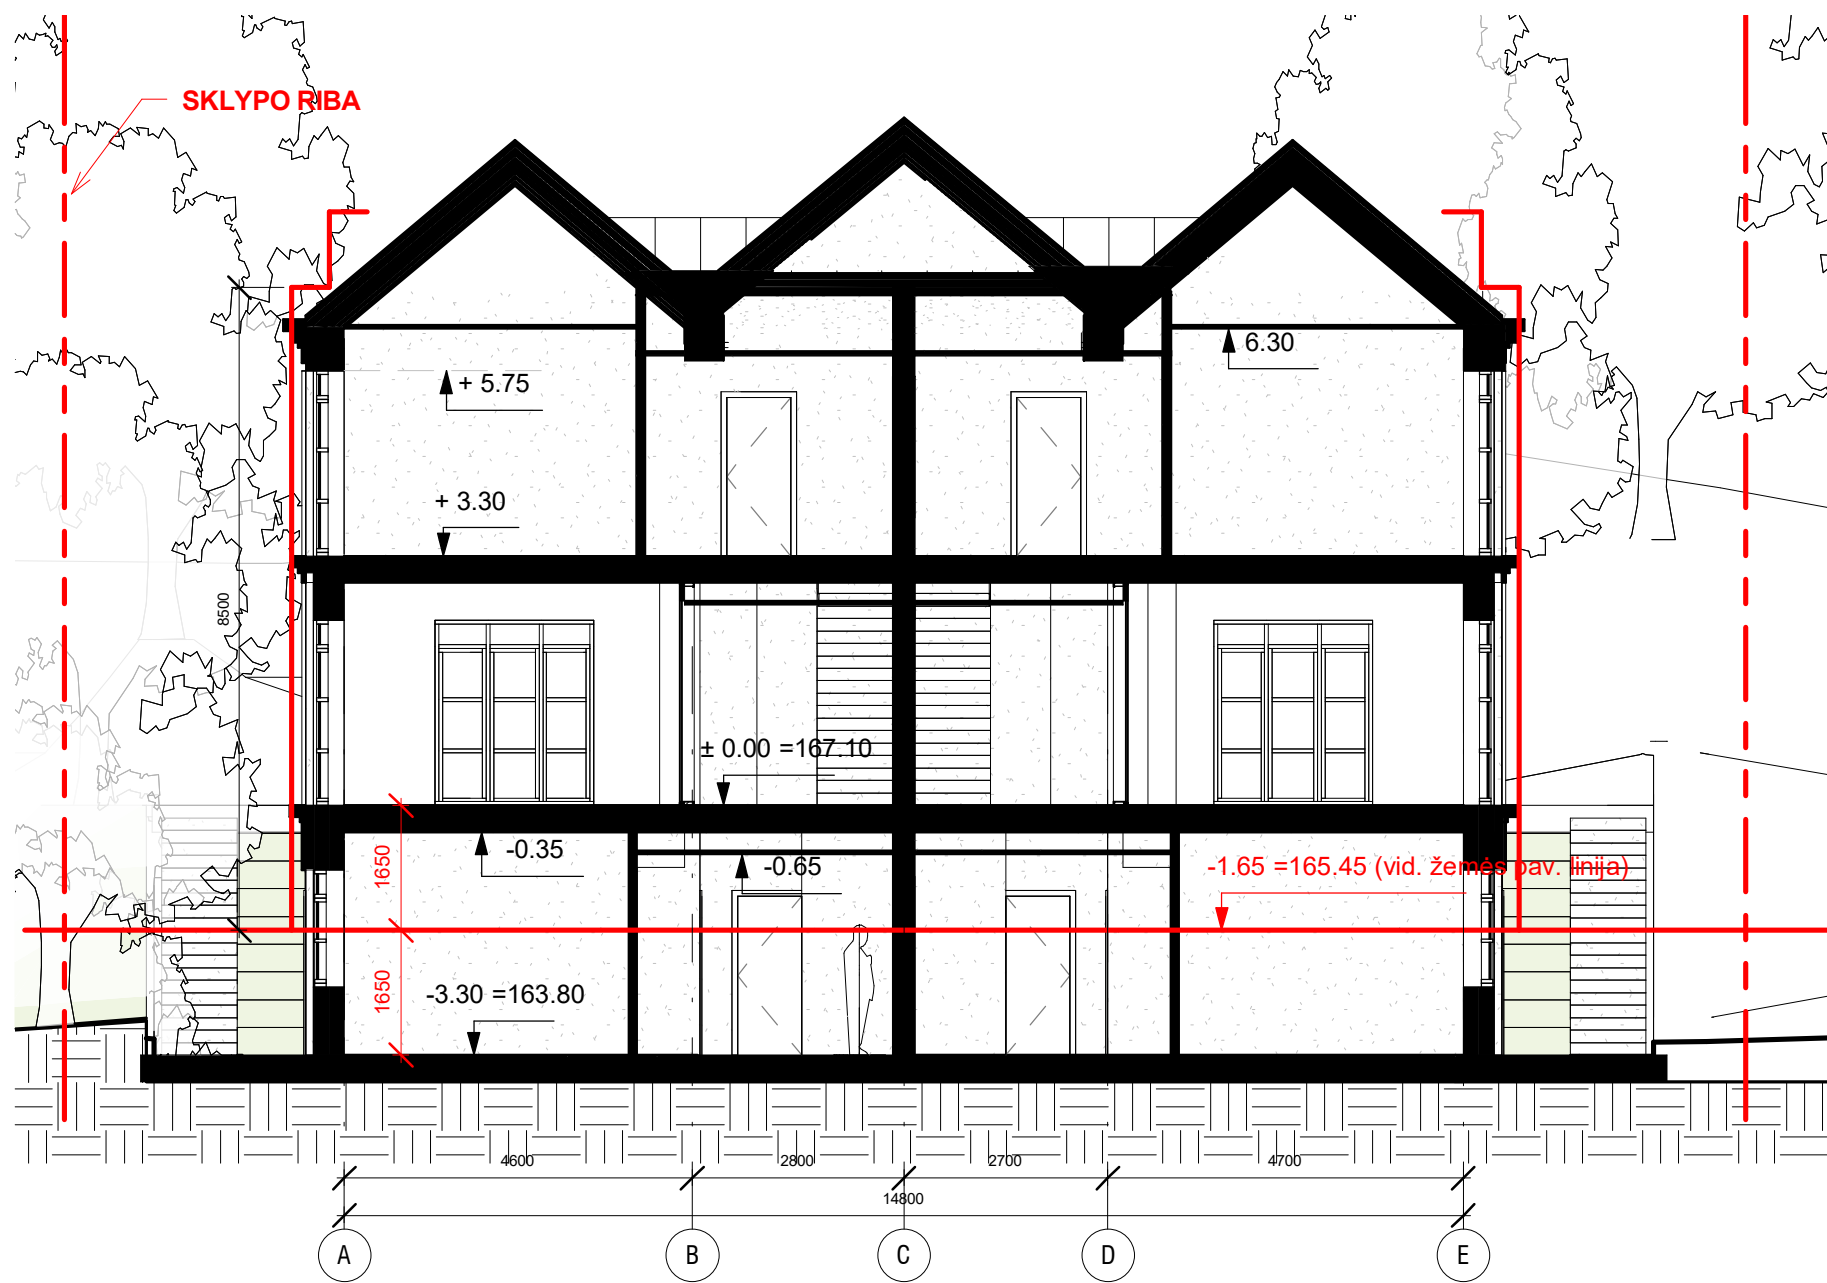 SKLYPO RIBA
6.30
+ 5.75
+ 3.30
8500
± 0.00 =167.10
-0.35
-0.65
1650
-1.65 =165.45 (vid. žemės pav. linija)
1650
-3.30 =163.80
4600 2800 2700 4700
14800
A B C D E